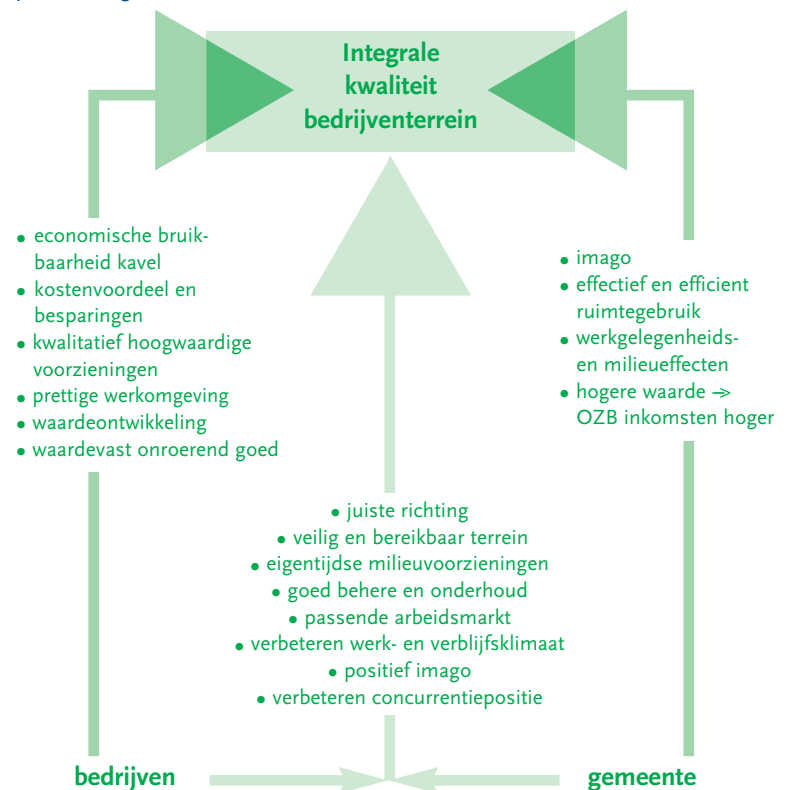 Integrale
kwaliteit
bedrijventerrein
• economische bruik-
baarheid kavel
• kostenvoordeel en
besparingen
• kwalitatief hoogwaardige
voorzieningen
• prettige werkomgeving
• waardeontwikkeling
• waardevast onroerend goed
• imago
• effectief en efficient
ruimtegebruik
• werkgelegenheids-
en milieueffecten
• hogere waarde ->
OZB inkomsten hoger
• juiste richting
• veilig en bereikbaar terrein
• eigentijdse milieuvoorzieningen
• goed behere en onderhoud
• passende arbeidsmarkt
• verbeteren werk- en verblijfsklimaat
• positief imago
• verbeteren concurrentiepositie
bedrijven
gemeente